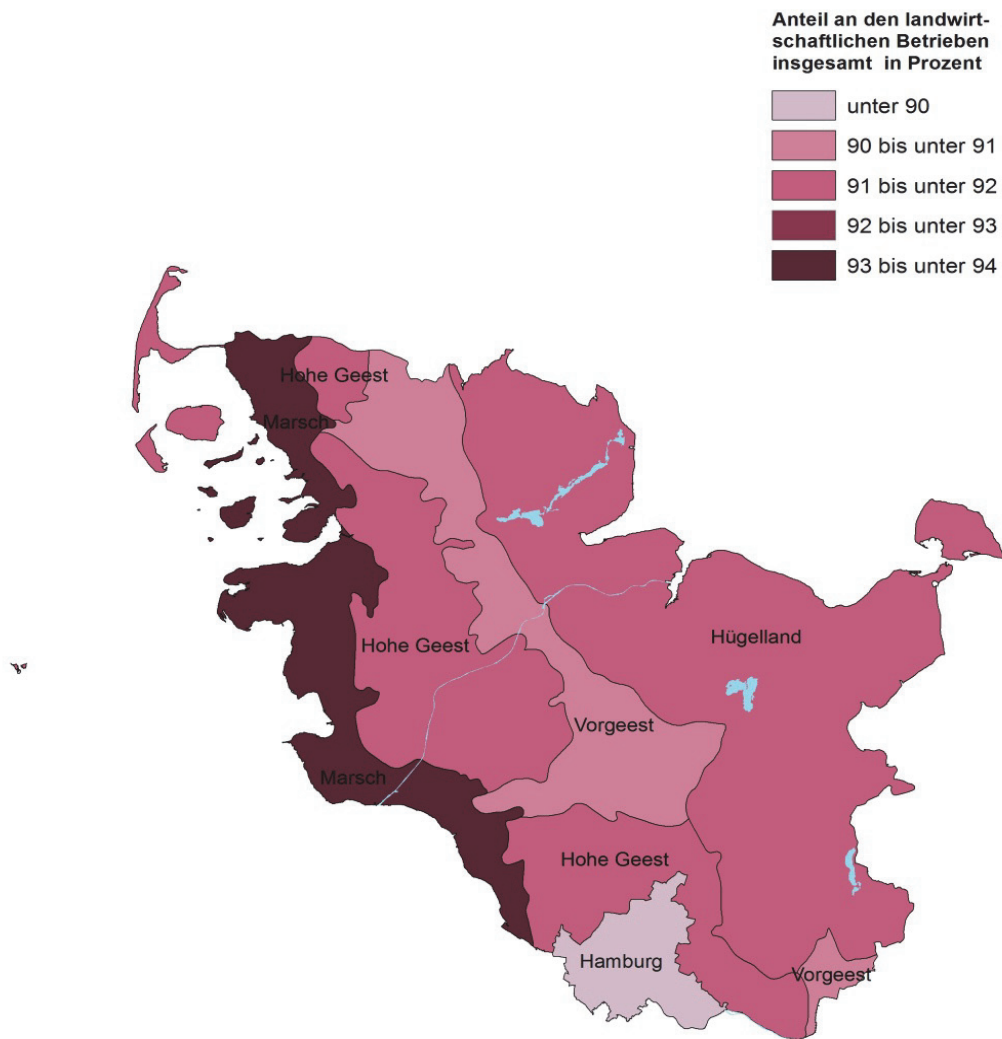 Anteil an den landwirt-
schaftlichen Betrieben
insgesamt in Prozent
unter 90
90 bis unter 91
91 bis unter 92
92 bis unter 93
93 bis unter 94
Hohe Geest
Marsch
Hügelland
Hohe Geest
Vorgeest
Marsch
Hohe Geest
Hamburg
Vorgeest